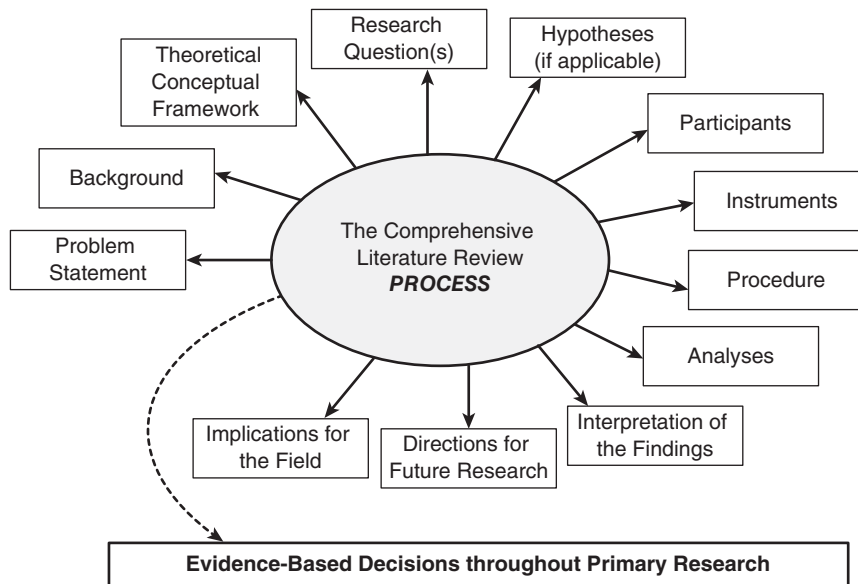 Research
Question(s)
Hypotheses
(if applicable)
Theoretical
Conceptual
Framework
Participants
Background
Instruments
The Comprehensive
Literature Review
PROCESS
Problem
Statement
Procedure
Analyses
Implications for
the Field
Directions for
Future Research
Interpretation of
the Findings
Evidence-Based Decisions throughout Primary Research